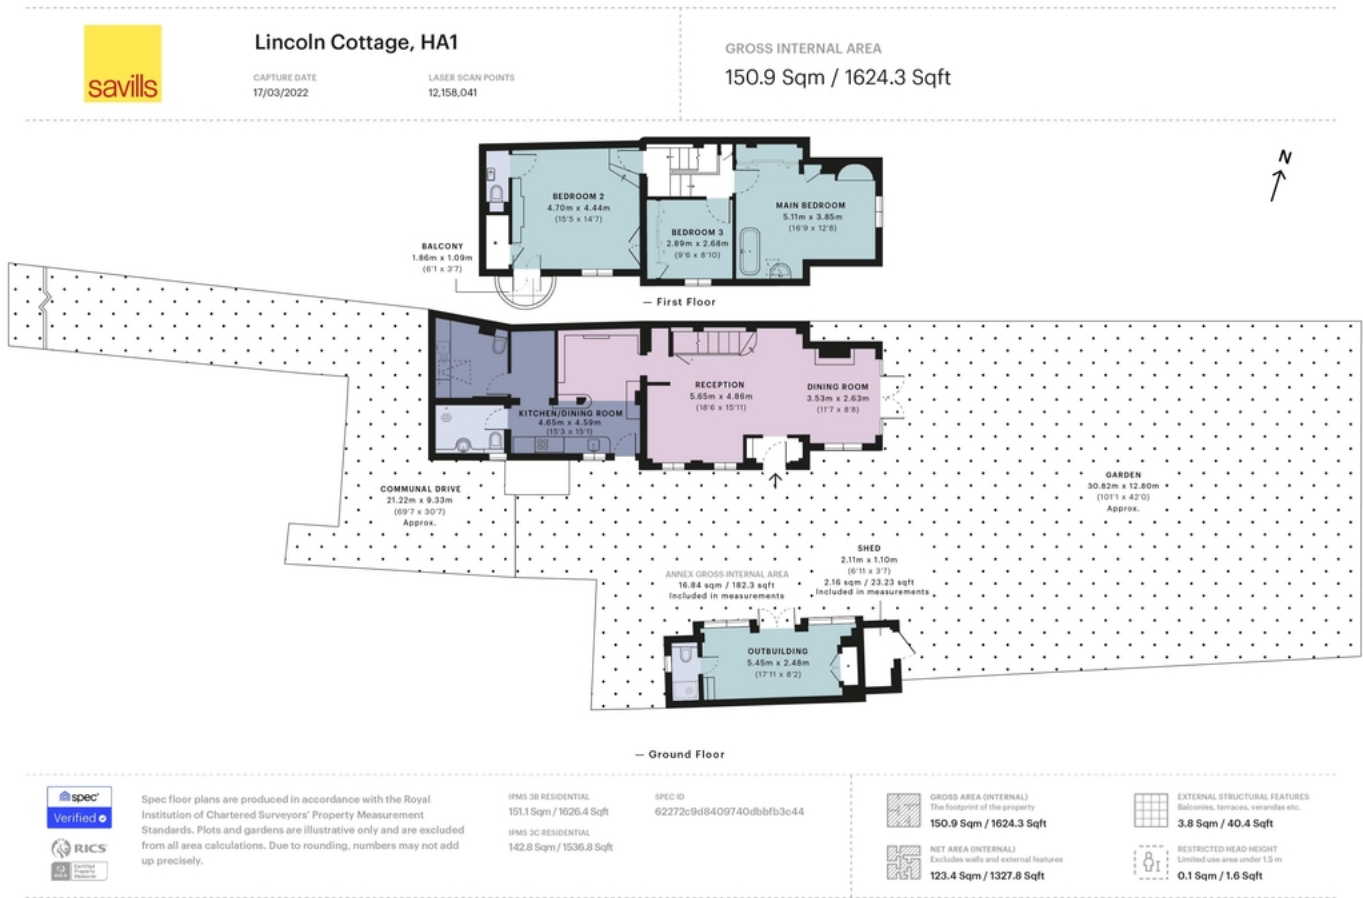 savills
Lincoln Cottage, HA1
CAPTURE DATE
17/03/2022
LASER SCAN POINTS
12,158,041
GROSS INTERNAL AREA
150.9 Sqm / 1624.3 Sqft
N
BEDROOM 2
4.70m x 4.44m
(15'5 x 14'7)
MAIN BEDROOM
5.11m x 3.85m
(16'9 x 12'8)
BEDROOM 3
2.89m x 2.68m
(9'6 x 8'10)
BALCONY
1.86m x 1.09m
(6'1 x 3'7)
— First Floor
RECEPTION
5.65m x 4.86m
(18'6 x 15'11)
DINING ROOM
3.53m x 2.63m
(11'7 x 8'8)
KITCHEN/DINING ROOM
4.65m x 4.59m
(15'3 x 15'1)
COMMUNAL DRIVE
21.22m x 9.33m
(69'7 x 30'7)
Approx.
GARDEN
30.82m x 12.80m
(101'1 x 42'0)
Approx.
SHED
2.11m x 1.10m
(6'11 x 3'7)
2.16 sqm / 23.23 sqft
Included in measurements
ANNEX GROSS INTERNAL AREA
16.84 sqm / 182.3 sqft
Included in measurements
OUTBUILDING
5.45m x 2.48m
(17'11 x 8'2)
— Ground Floor
spec
Verified
RICS
Certified
Property
Measurer
Spec floor plans are produced in accordance with the Royal
Institution of Chartered Surveyors' Property Measurement
Standards. Plots and gardens are illustrative only and are excluded
from all area calculations. Due to rounding, numbers may not add
up precisely.
IPMS 3B RESIDENTIAL
151.1 Sqm / 1626.4 Sqft
IPMS 3C RESIDENTIAL
142.8 Sqm / 1536.8 Sqft
SPEC ID
62272c9d8409740dbbfb3c44
GROSS AREA (INTERNAL)
The footprint of the property
150.9 Sqm / 1624.3 Sqft
NET AREA (INTERNAL)
Excludes walls and external features
123.4 Sqm / 1327.8 Sqft
EXTERNAL STRUCTURAL FEATURES
Balconies, terraces, verandas etc.
3.8 Sqm / 40.4 Sqft
RESTRICTED HEAD HEIGHT
Limited use area under 1.5 m
0.1 Sqm / 1.6 Sqft